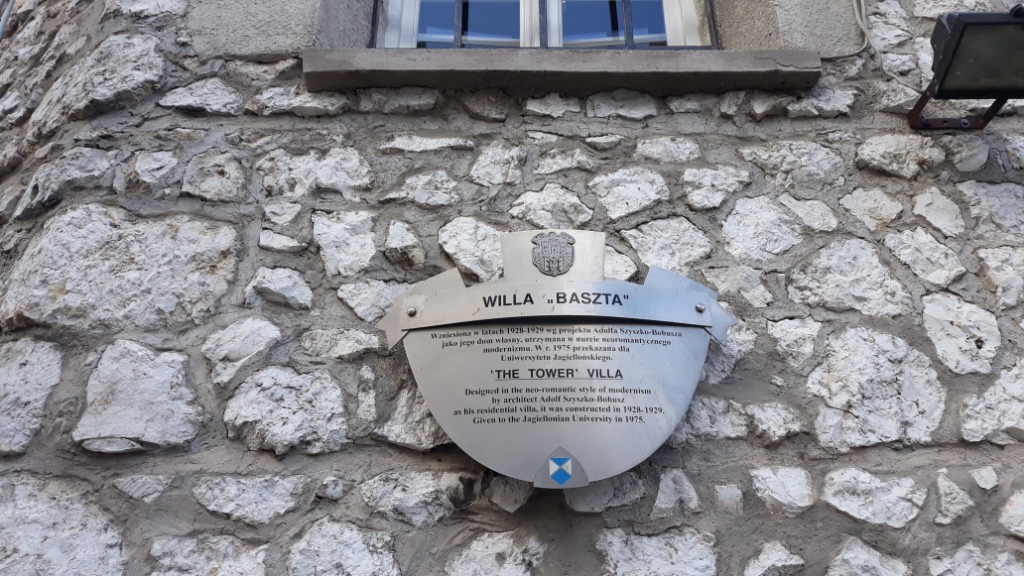 WILLA „BASZTA"
Wzniesiona w latach 1928-1929 wg projektu Adolfa Szyszko-Bohusza
jako jego dom własny, utrzymana w nurcie neoromantycznego
modernizmu. W r. 1975 przekazana dla
Uniwersytetu Jagiellońskiego.
'THE TOWER' VILLA
Designed in the neo-romantic style of modernism
by architect Adolf Szyszko-Bohusz
as his residential villa, it was constructed in 1928-1929.
Given to the Jagiellonian University in 1975.